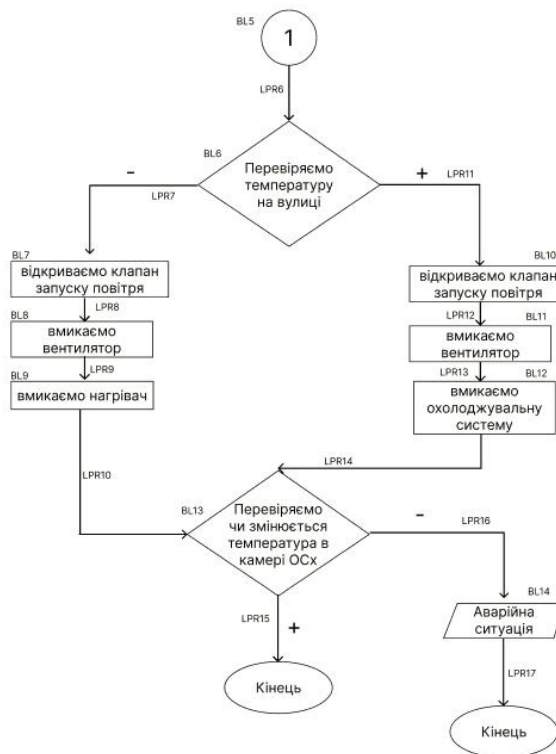 BL5
1
LPR6
BL6
Перевіряємо
температуру
на вулиці
-
LPR7
+
LPR11
BL7
відкриваємо клапан
запуску повітря
BL10
відкриваємо клапан
запуску повітря
LPR8
LPR12
BL8
вмикаємо
вентилятор
BL11
вмикаємо
вентилятор
LPR9
LPR13
BL9
вмикаємо нагрівач
BL12
вмикаємо
охолоджувальну
систему
LPR10
LPR14
BL13
Перевіряємо
чи змінюється
температура в
камері ОСх
-
LPR16
LPR15
+
BL14
Аварійна
ситуація
LPR17
Кінець
Кінець